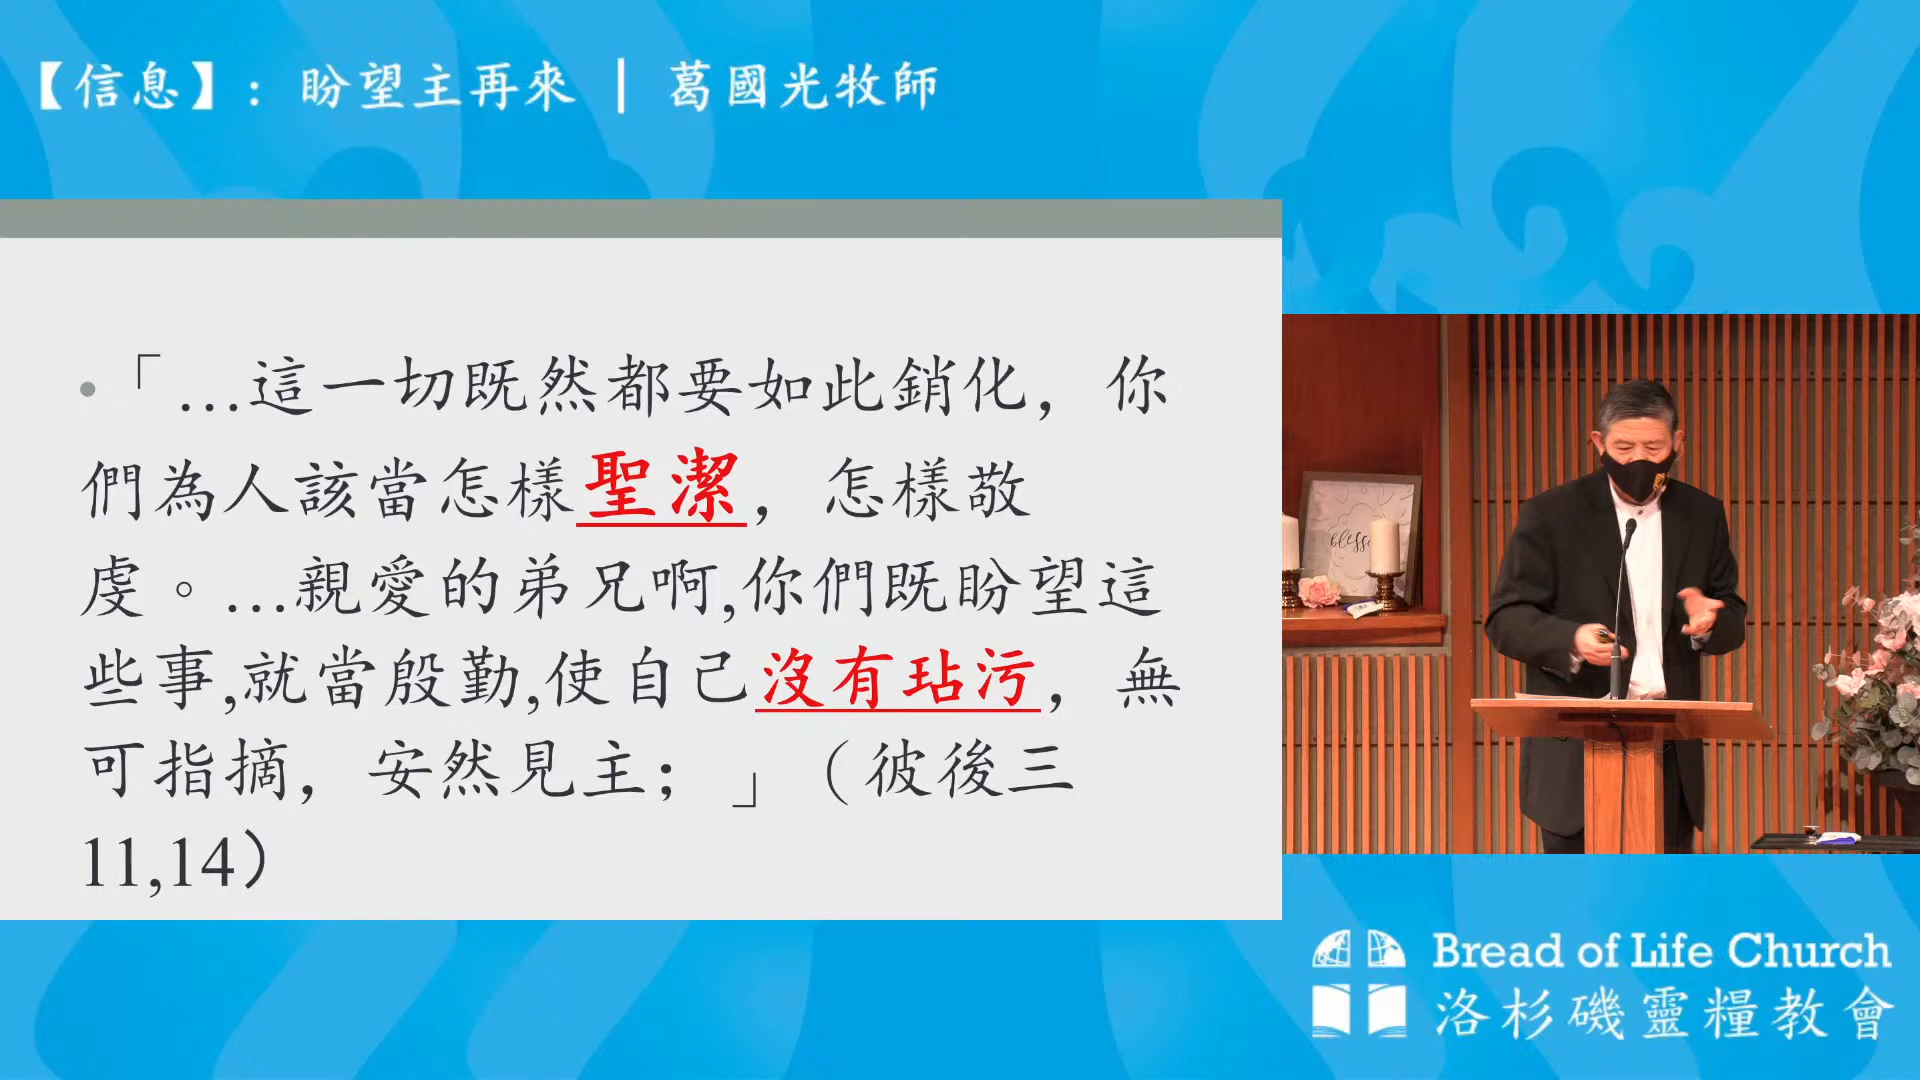 【信息】: 盼望主再來 | 葛國光牧師
•「…這一切既然都要如此銷化，你
們為人該當怎樣聖潔，怎樣敬
虔。…親愛的弟兄啊,你們既盼望這
些事,就當殷勤,使自己沒有玷污，無
可指摘，安然見主；」（彼後三
11,14）
bless
Bread of Life Church
洛杉磯靈糧教會